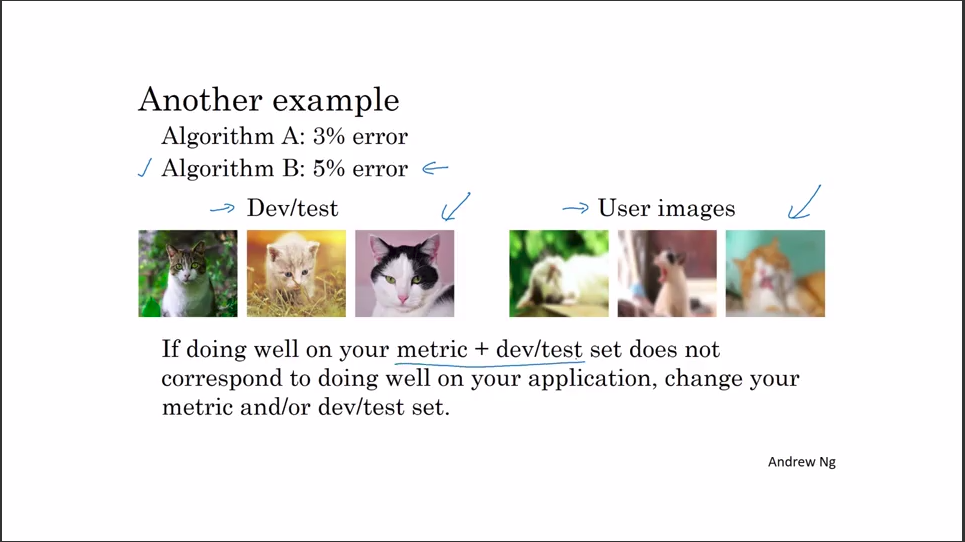 Another example
Algorithm A: 3% error
Algorithm B: 5% error
Dev/test
User images
If doing well on your metric + dev/test set does not
correspond to doing well on your application, change your
metric and/or dev/test set.
Andrew Ng